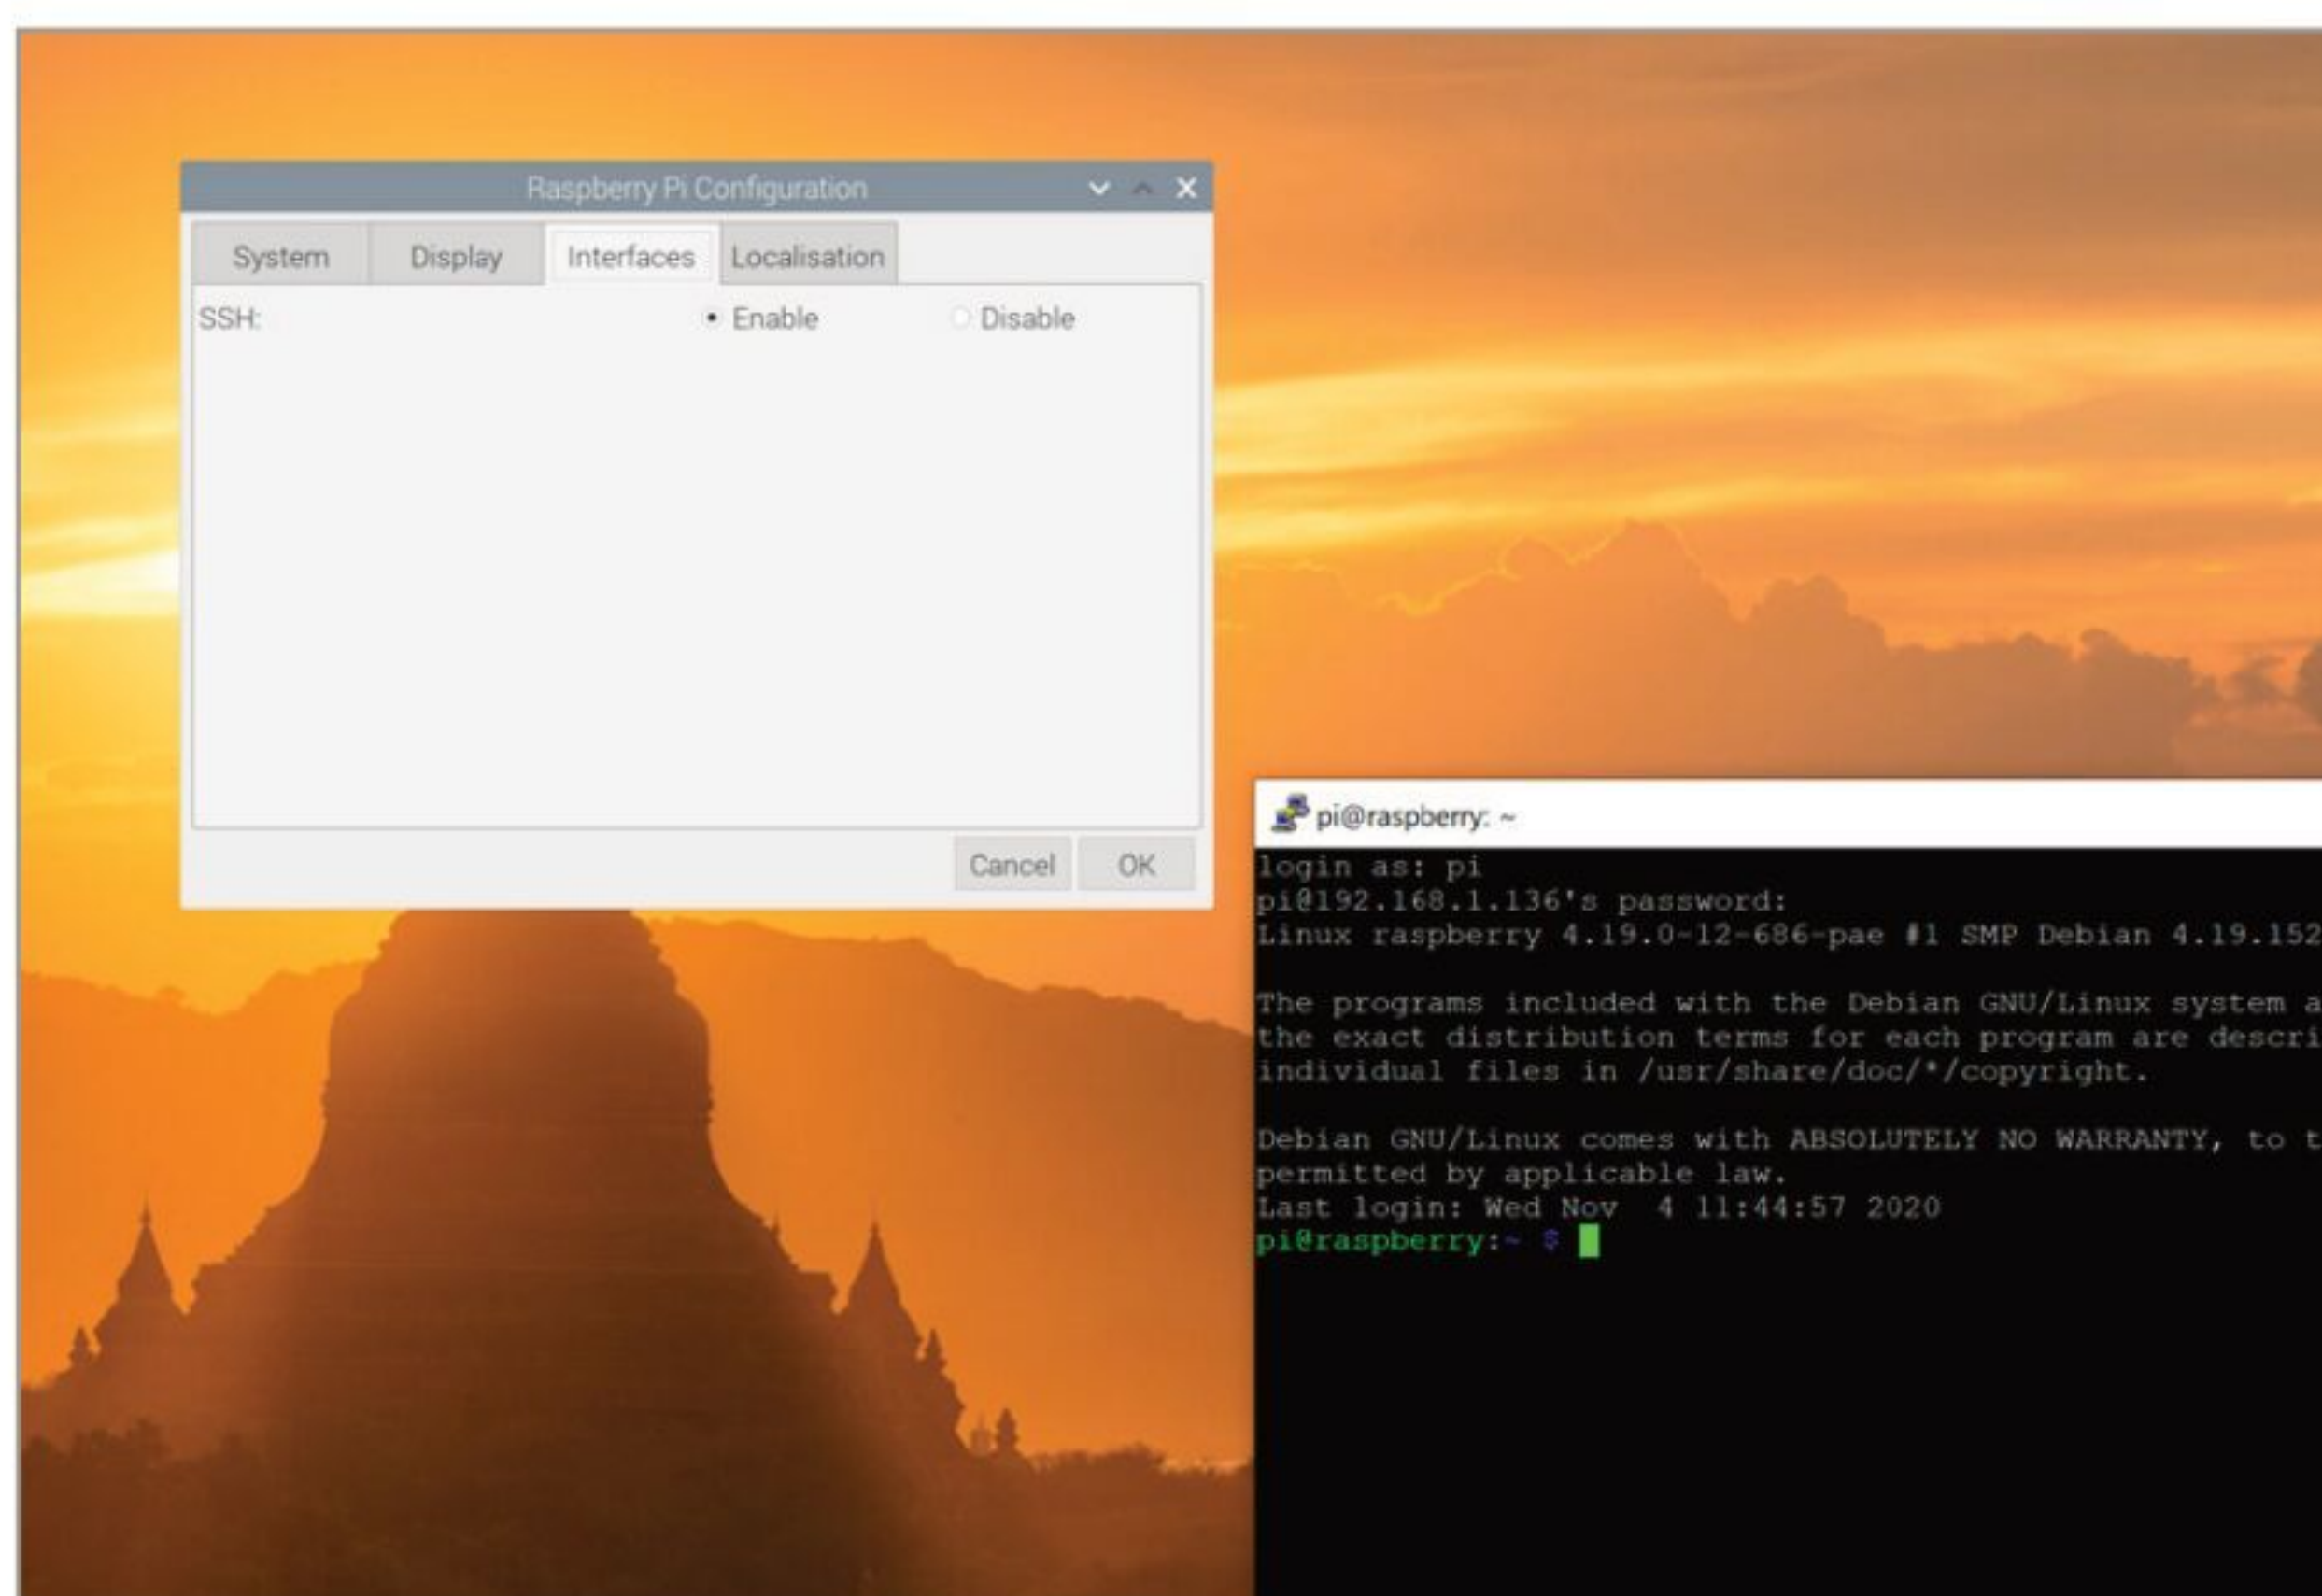 Raspberry Pi Configuration
System Display Interfaces Localisation
SSH: Enable Disable
Cancel OK
pi@raspberry: ~
login as: pi
pi@192.168.1.136's password:
Linux raspberry 4.19.0-12-686-pae #1 SMP Debian 4.19.152
The programs included with the Debian GNU/Linux system a
the exact distribution terms for each program are descri
individual files in /usr/share/doc/*/copyright.
Debian GNU/Linux comes with ABSOLUTELY NO WARRANTY, to t
permitted by applicable law.
Last login: Wed Nov  4 11:44:57 2020
pi@raspberry:~ $